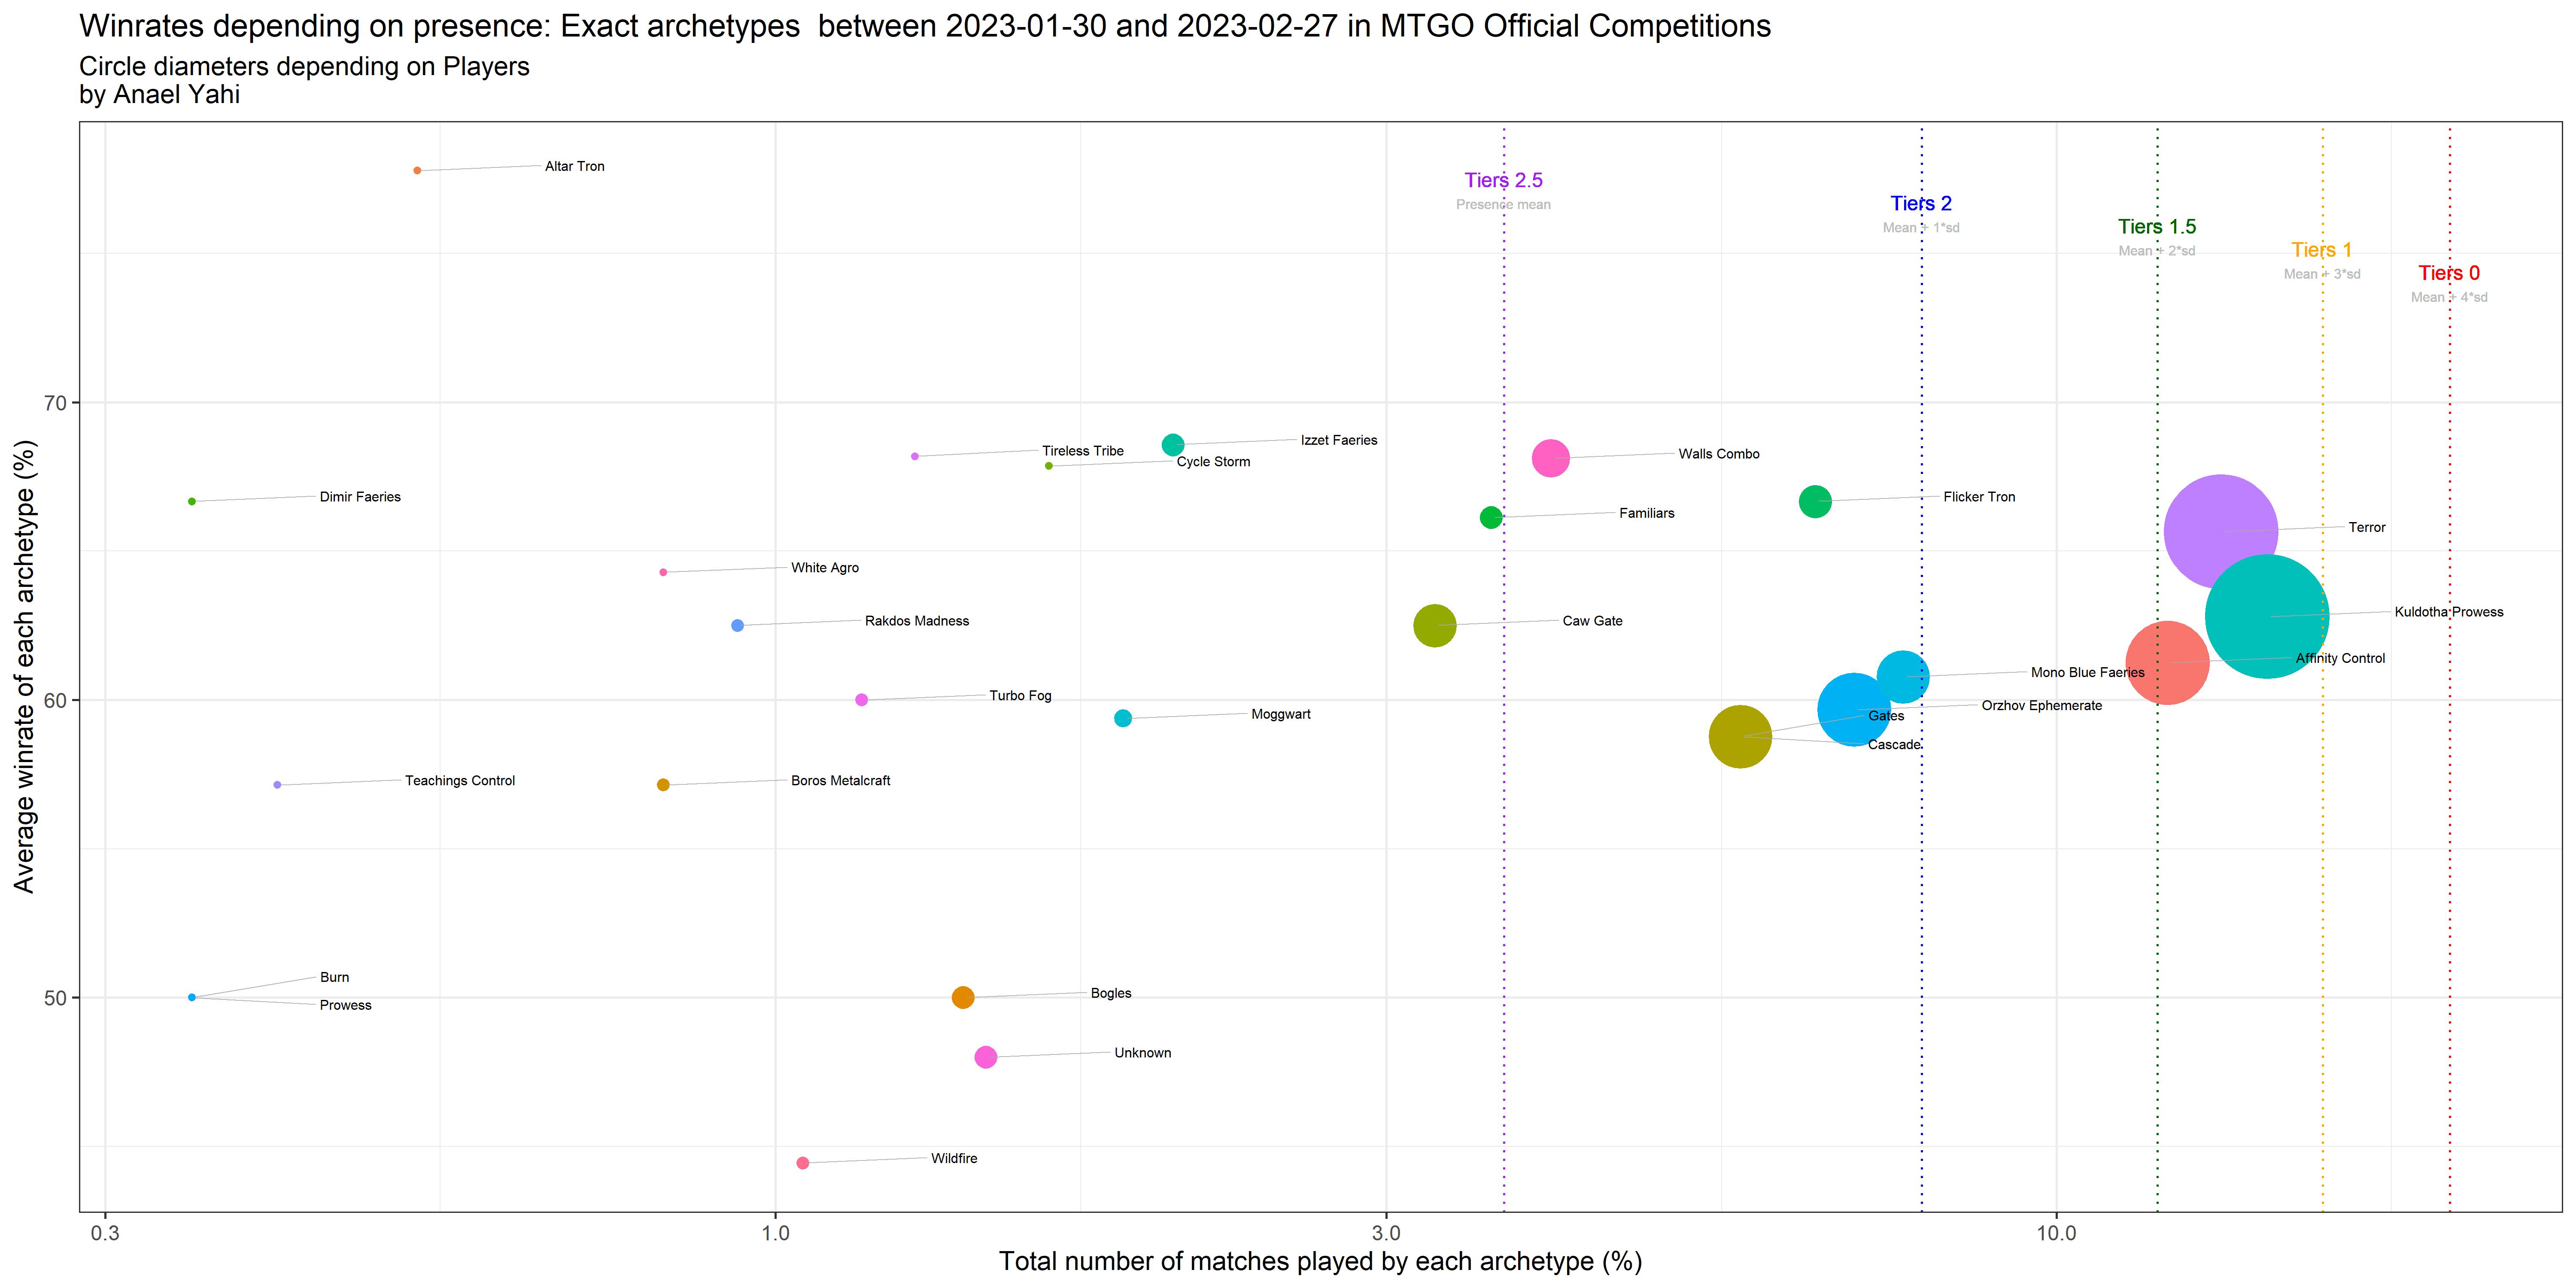 Winrates depending on presence: Exact archetypes  between 2023-01-30 and 2023-02-27 in MTGO Official Competitions
Circle diameters depending on Players
by Anael Yahi
Altar Tron
Tiers 2.5
Presence mean
Tiers 2
Mean + 1*sd
Tiers 1.5
Mean + 2*sd
Tiers 1
Mean + 3*sd
Tiers 0
Mean + 4*sd
70
Izzet Faeries
Tireless Tribe
Walls Combo
Cycle Storm
Dimir Faeries
Flicker Tron
Familiars
Terror
White Agro
Kuldotha Prowess
Rakdos Madness
Caw Gate
Affinity Control
Mono Blue Faeries
60
Turbo Fog
Orzhov Ephemerate
Moggwart
Gates
Cascade
Teachings Control
Boros Metalcraft
Burn
50
Bogles
Prowess
Unknown
Wildfire
0.3
1.0
3.0
10.0
Average winrate of each archetype (%)
Total number of matches played by each archetype (%)